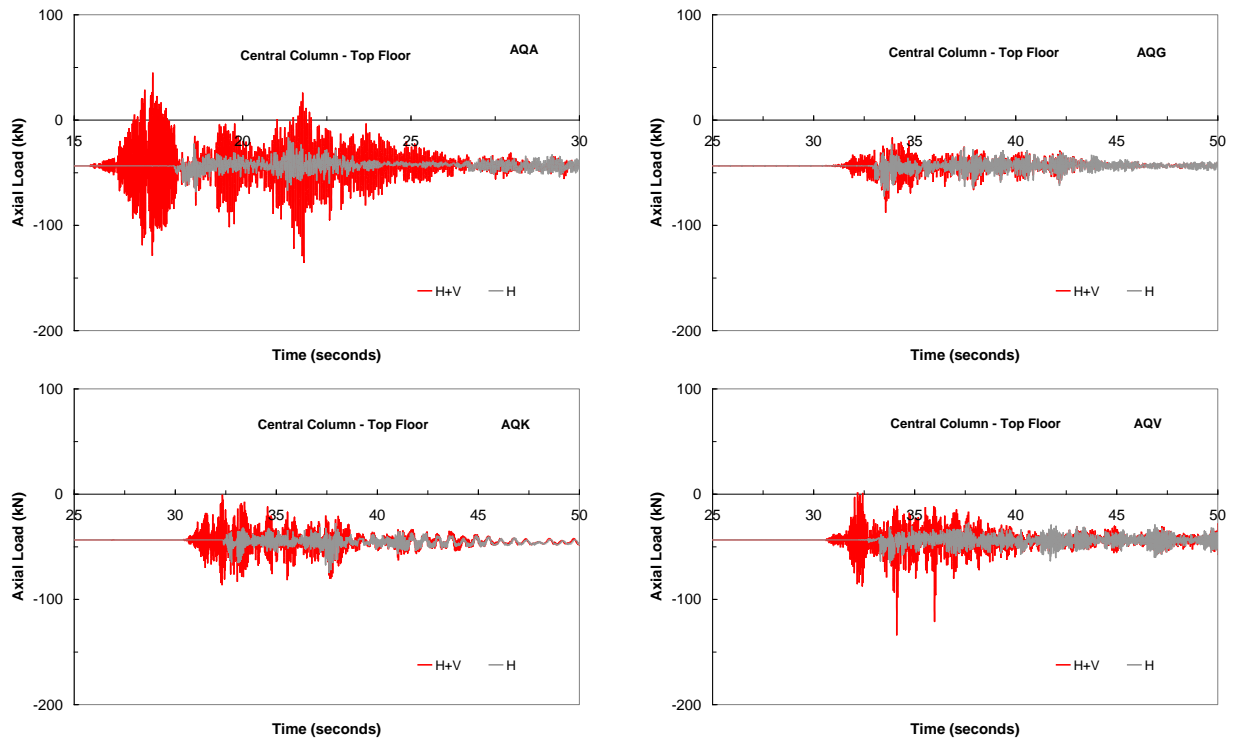 100
0
-100
-200
15
20
25
30
Axial Load (kN)
Time (seconds)
Central Column - Top Floor
AQA
H+V
H
100
0
-100
-200
25
30
35
40
45
50
Axial Load (kN)
Time (seconds)
Central Column - Top Floor
AQG
H+V
H
100
0
-100
-200
25
30
35
40
45
50
Axial Load (kN)
Time (seconds)
Central Column - Top Floor
AQK
H+V
H
100
0
-100
-200
25
30
35
40
45
50
Axial Load (kN)
Time (seconds)
Central Column - Top Floor
AQV
H+V
H